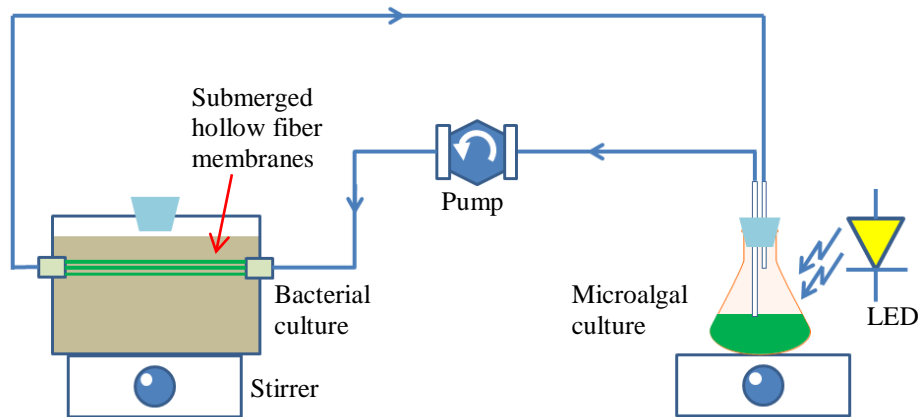 Submerged
hollow fiber
membranes
Pump
Bacterial
culture
Microalgal
culture
LED
Stirrer